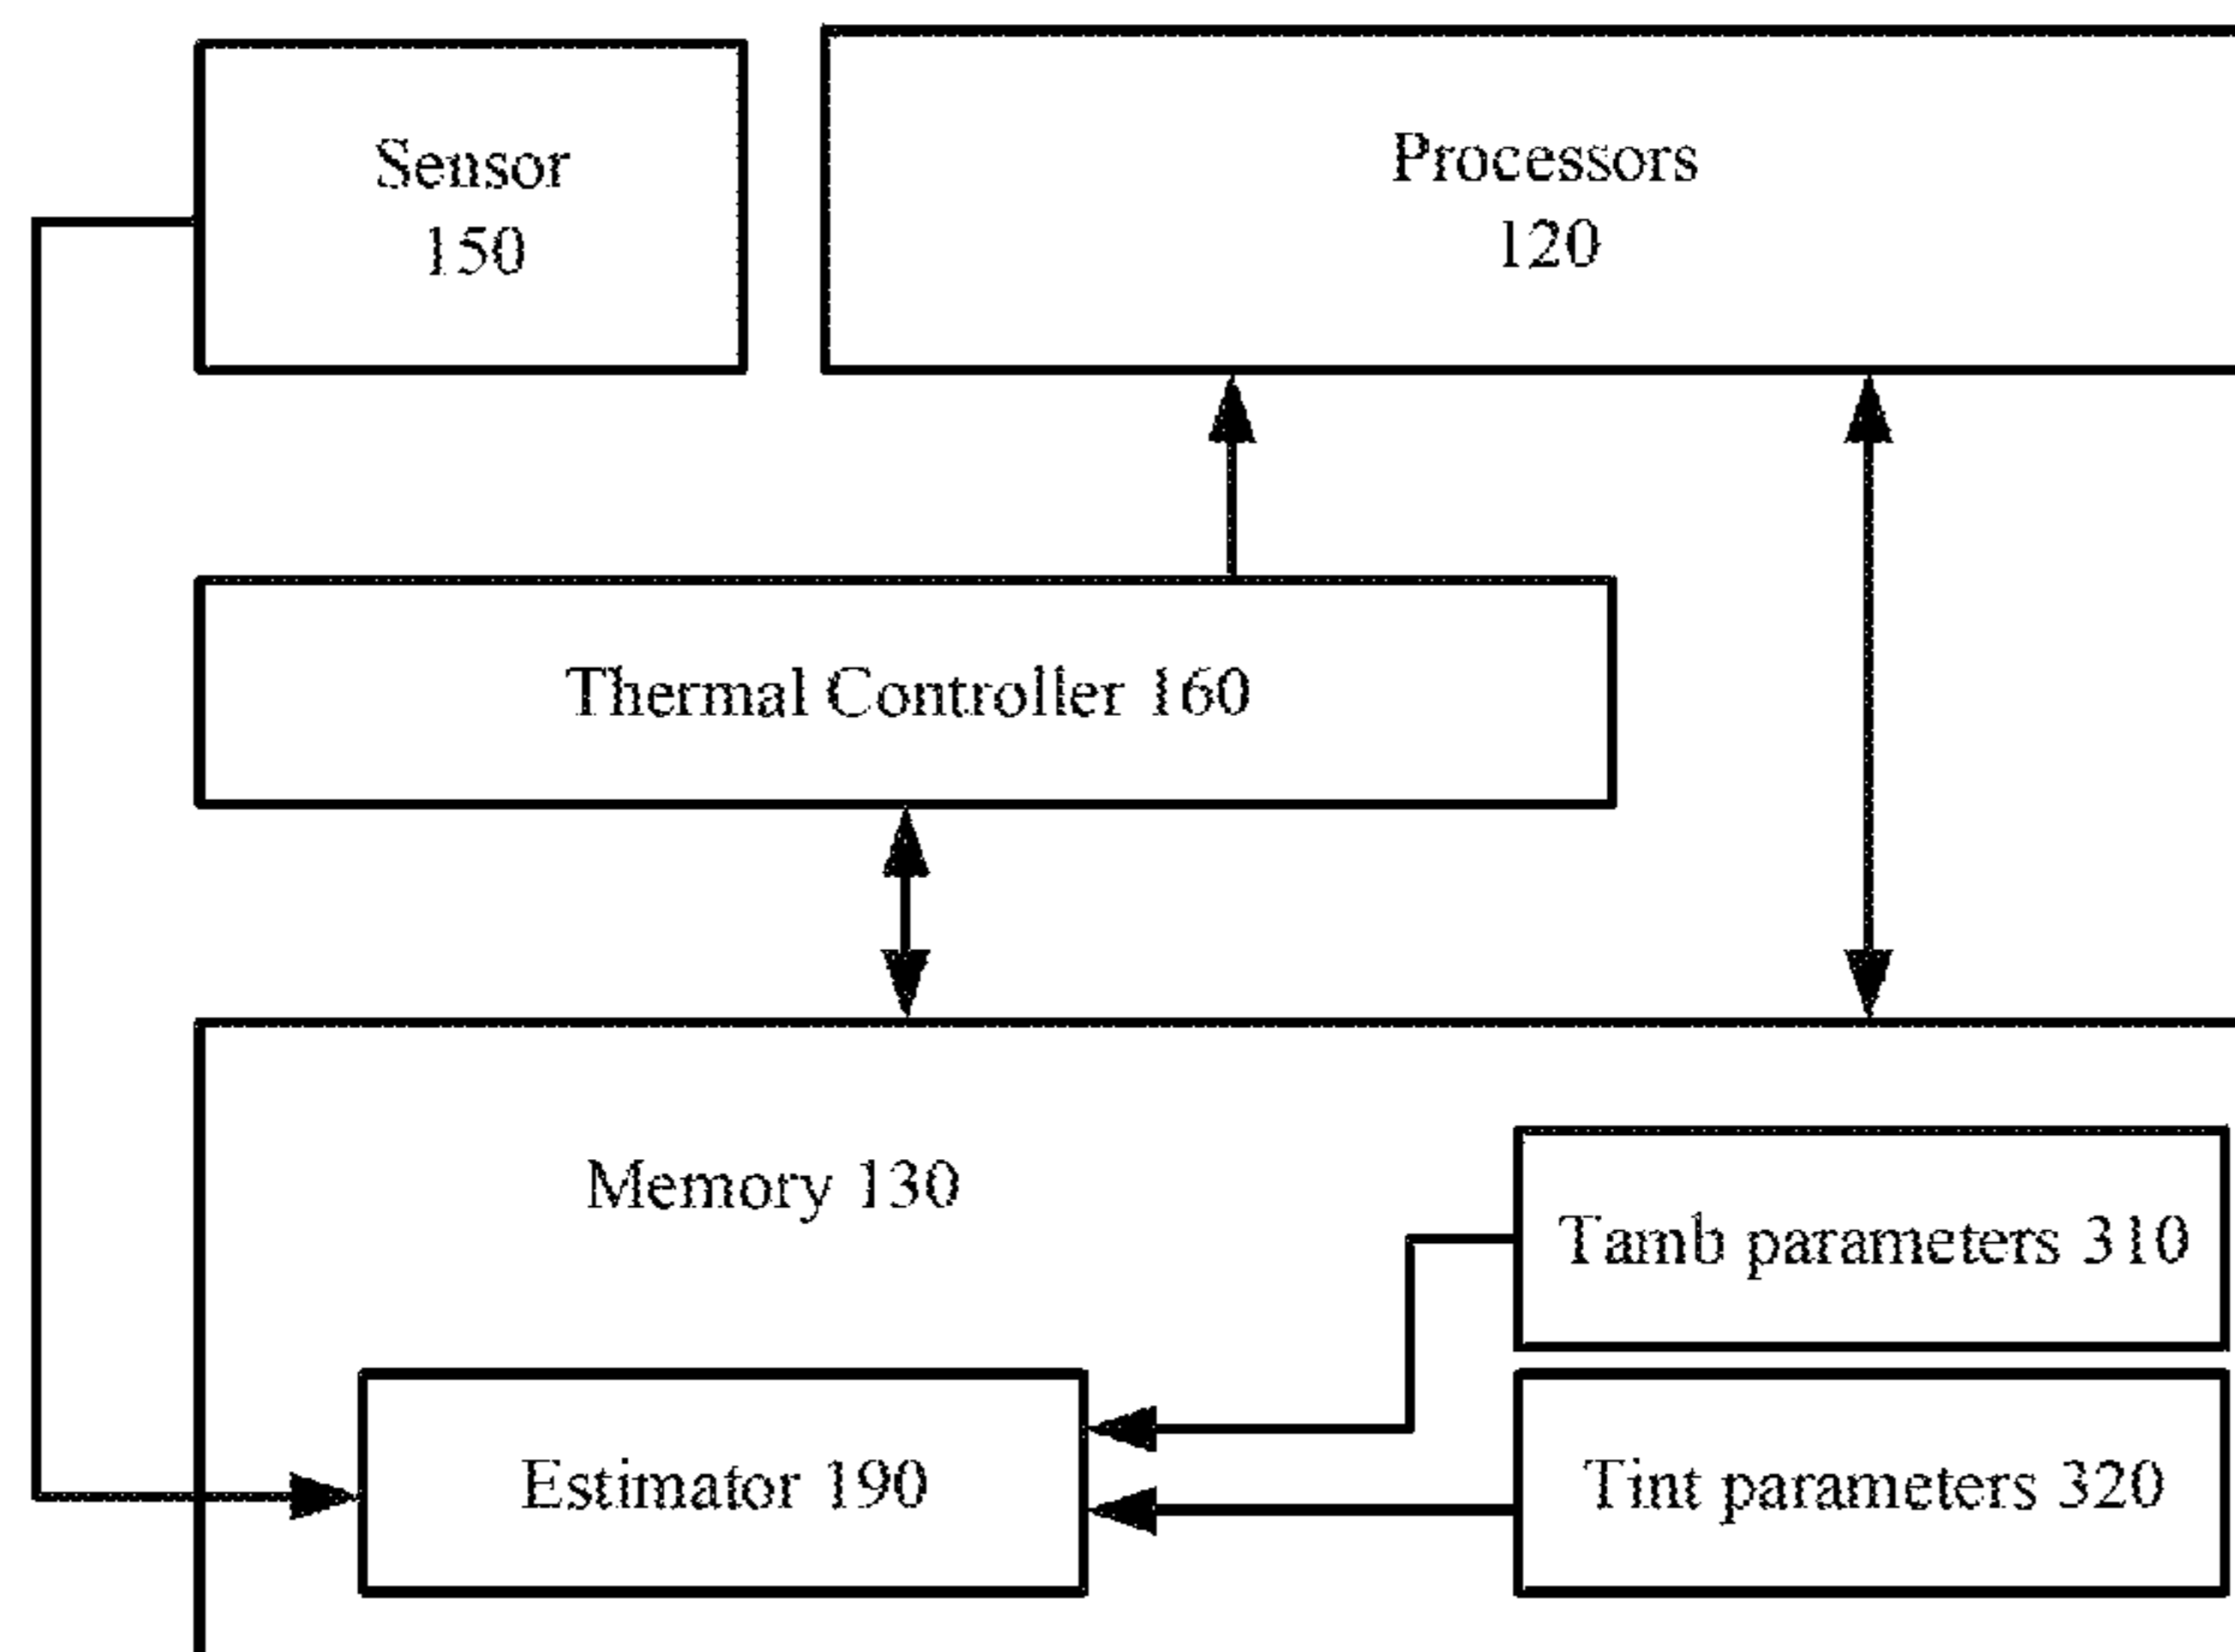 Sensor
150
Processors
120
Thermal Controller 160
Memory 130
Tamb parameters 310
Estimator 190
Tint parameters 320